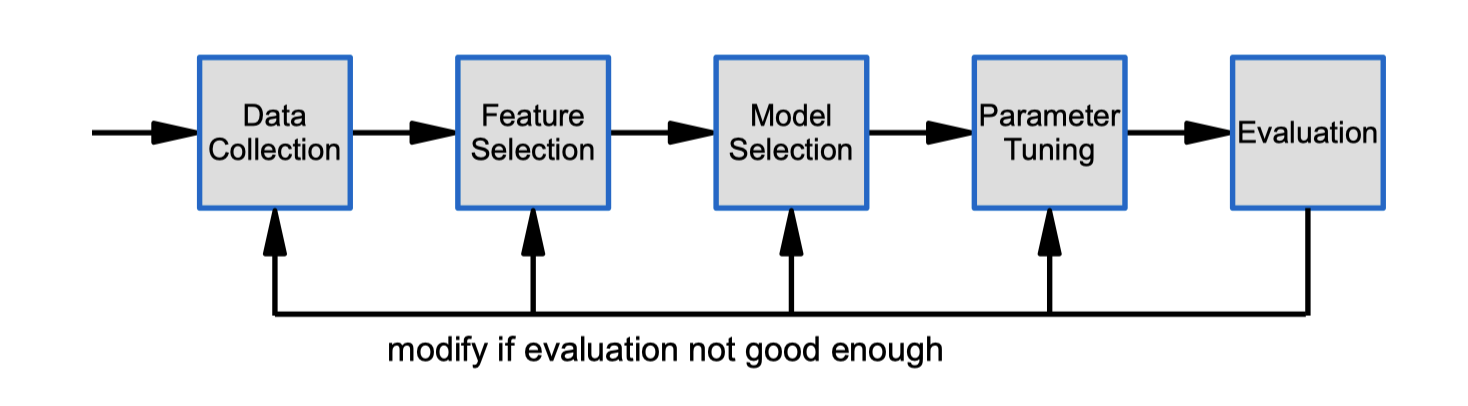 Data
Collection
Feature
Selection
Model
Selection
Parameter
Tuning
Evaluation
modify if evaluation not good enough